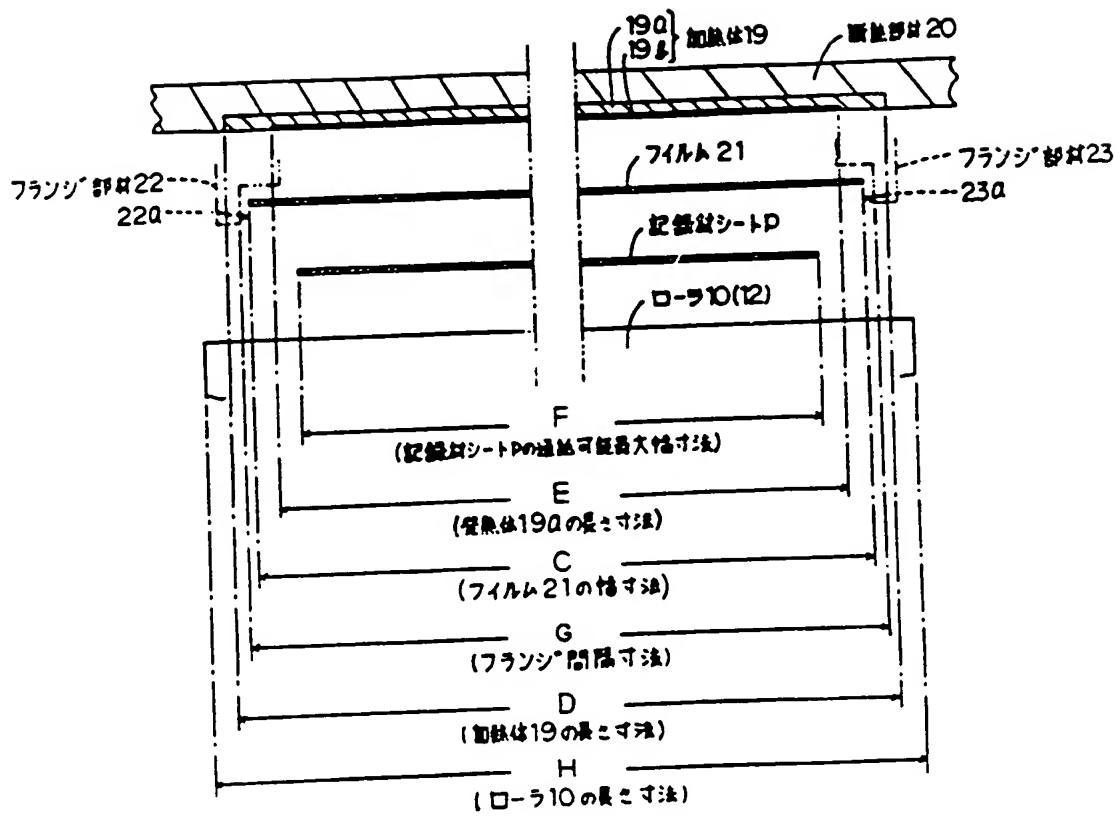 19a
19b
加熱体19
断熱部材20
フィルム21
フランジ部材22
フランジ部材23
22a
23a
記録材シートP
ローラ10(12)
F
(記録材シートPの通紙可能最大幅寸法)
E
(発熱体19aの長さ寸法)
C
(フィルム21の幅寸法)
G
(フランジ間隔寸法)
D
(加熱体19の長さ寸法)
H
(ローラ10の長さ寸法)